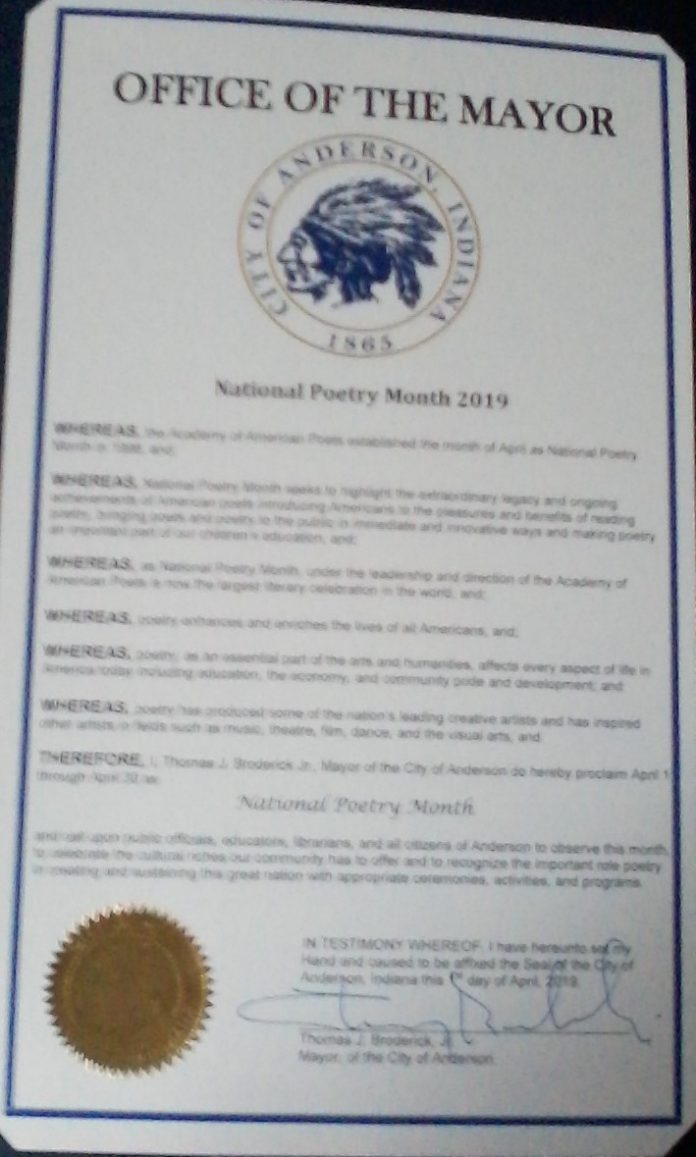 OFFICE OF THE MAYOR
CITY OF ANDERSON, INDIANA
1865
National Poetry Month 2019
WHEREAS, the Academy of American Poets established the month of April as National Poetry
Month in and;
WHEREAS, National Poetry Month seeks to highlight the extraordinary legacy and ongoing
achievements of American poets introducing Americans to the pleasures and benefits of reading
poetry, bringing poets and poetry to the public in immediate and innovative ways and making poetry
an important part of our children's education, and;
WHEREAS, as National Poetry Month, under the leadership and direction of the Academy of
American Poets is now the largest literary celebration in the world, and;
WHEREAS, poetry enhances and enriches the lives of all Americans, and;
WHEREAS, poetry, as an essential part of the arts and humanities, affects every aspect of life in
America today including education, the economy, and community pride and development; and
WHEREAS, poetry has produced some of the nation's leading creative artists and has inspired
other artists in fields such as music, theatre, film, dance, and the visual arts, and
THEREFORE, I, Thomas J. Broderick Jr., Mayor of the City of Anderson do hereby proclaim April 1
through April 30 as
National Poetry Month
and call upon public officials, educators, librarians, and all citizens of Anderson to observe this month,
to celebrate the cultural riches our community has to offer and to recognize the important role poetry
in creating and sustaining this great nation with appropriate ceremonies, activities, and programs.
IN TESTIMONY WHEREOF, I have hereunto set my
Hand and caused to be affixed the Seal of the City of
Anderson, Indiana this day of April, 2019.
Thomas J. Broderick, Jr.
Mayor, of the City of Anderson